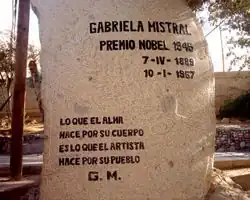 GABRIELA MISTRAL
PREMIO NOBEL 1945
7-IV-1889
10-I-1957
LO QUE EL ALMA
HACE POR SU CUERPO
ES LO QUE EL ARTISTA
HACE POR SU PUEBLO
G. M.